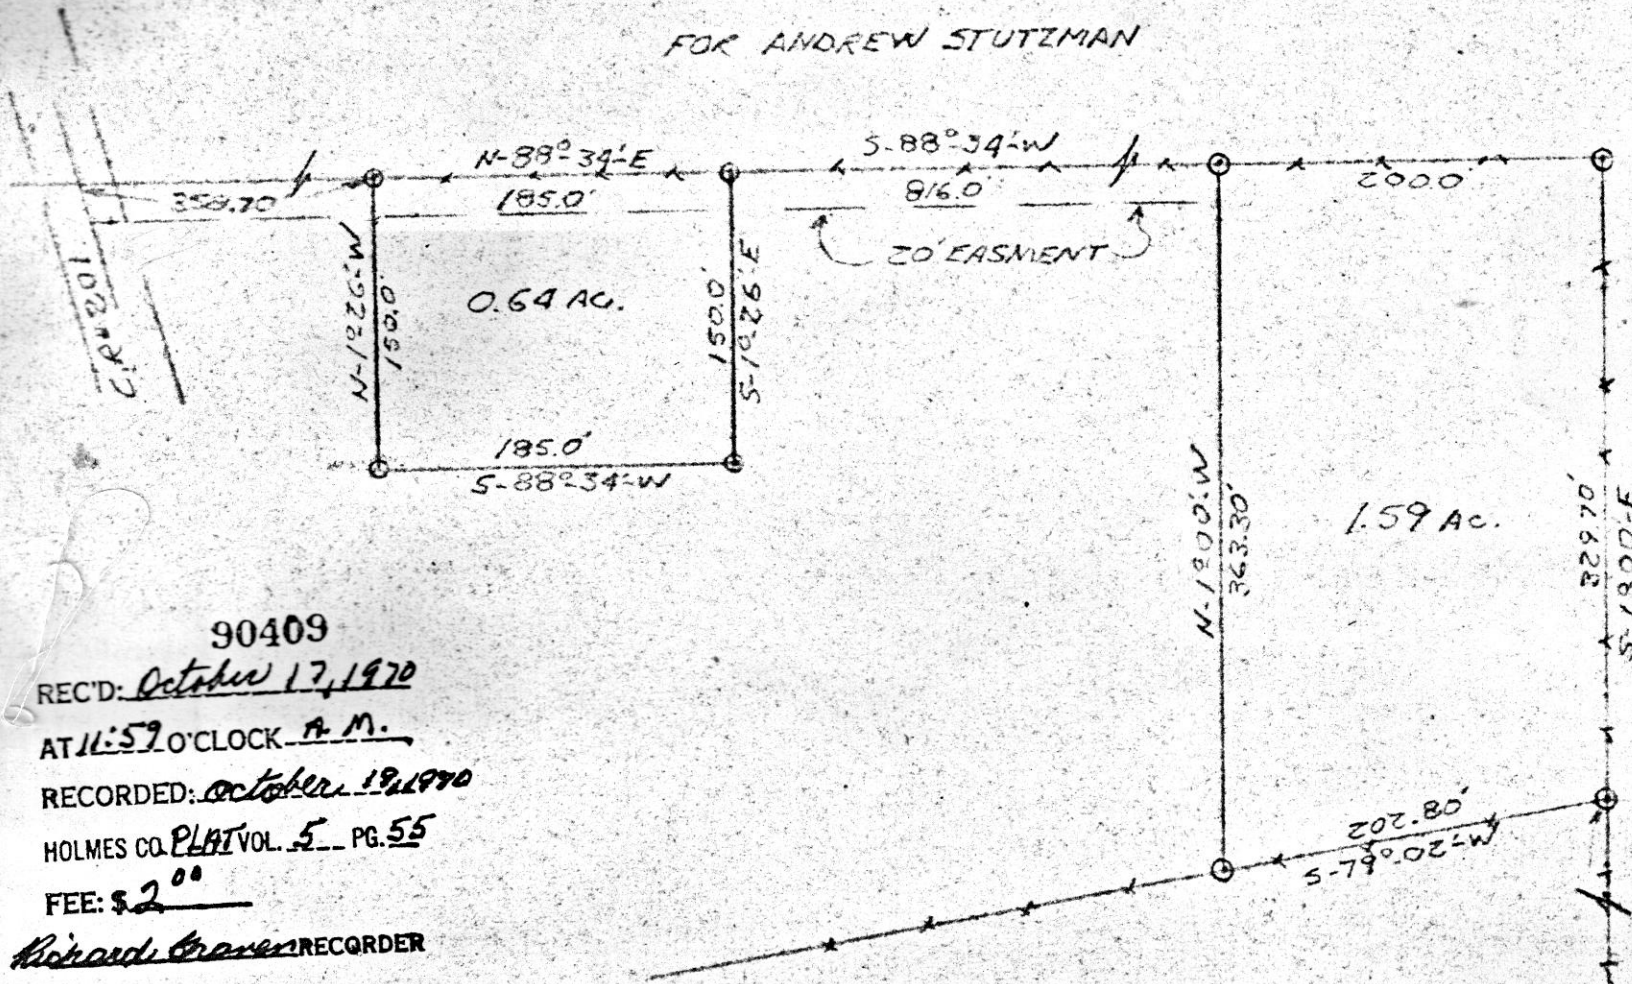 FOR ANDREW STUTZMAN
N-88°-34'-E
185.0'
S-88°-34'-W
816.0'
200.0'
20' EASMENT
N-1°-26'-W
150.0'
0.64 AC.
150.0'
S-1°-26'-E
185.0'
S-88°-34'-W
N-1°-00'-W
363.30'
1.59 AC.
329.70'
202.80'
S-79°-02'-W
90409
REC'D: October 17, 1970
AT 11:59 O'CLOCK A.M.
RECORDED: October 19, 1970
HOLMES CO. PLAT VOL. 5 PG. 55
FEE: $2.00
Richard Graven RECORDER